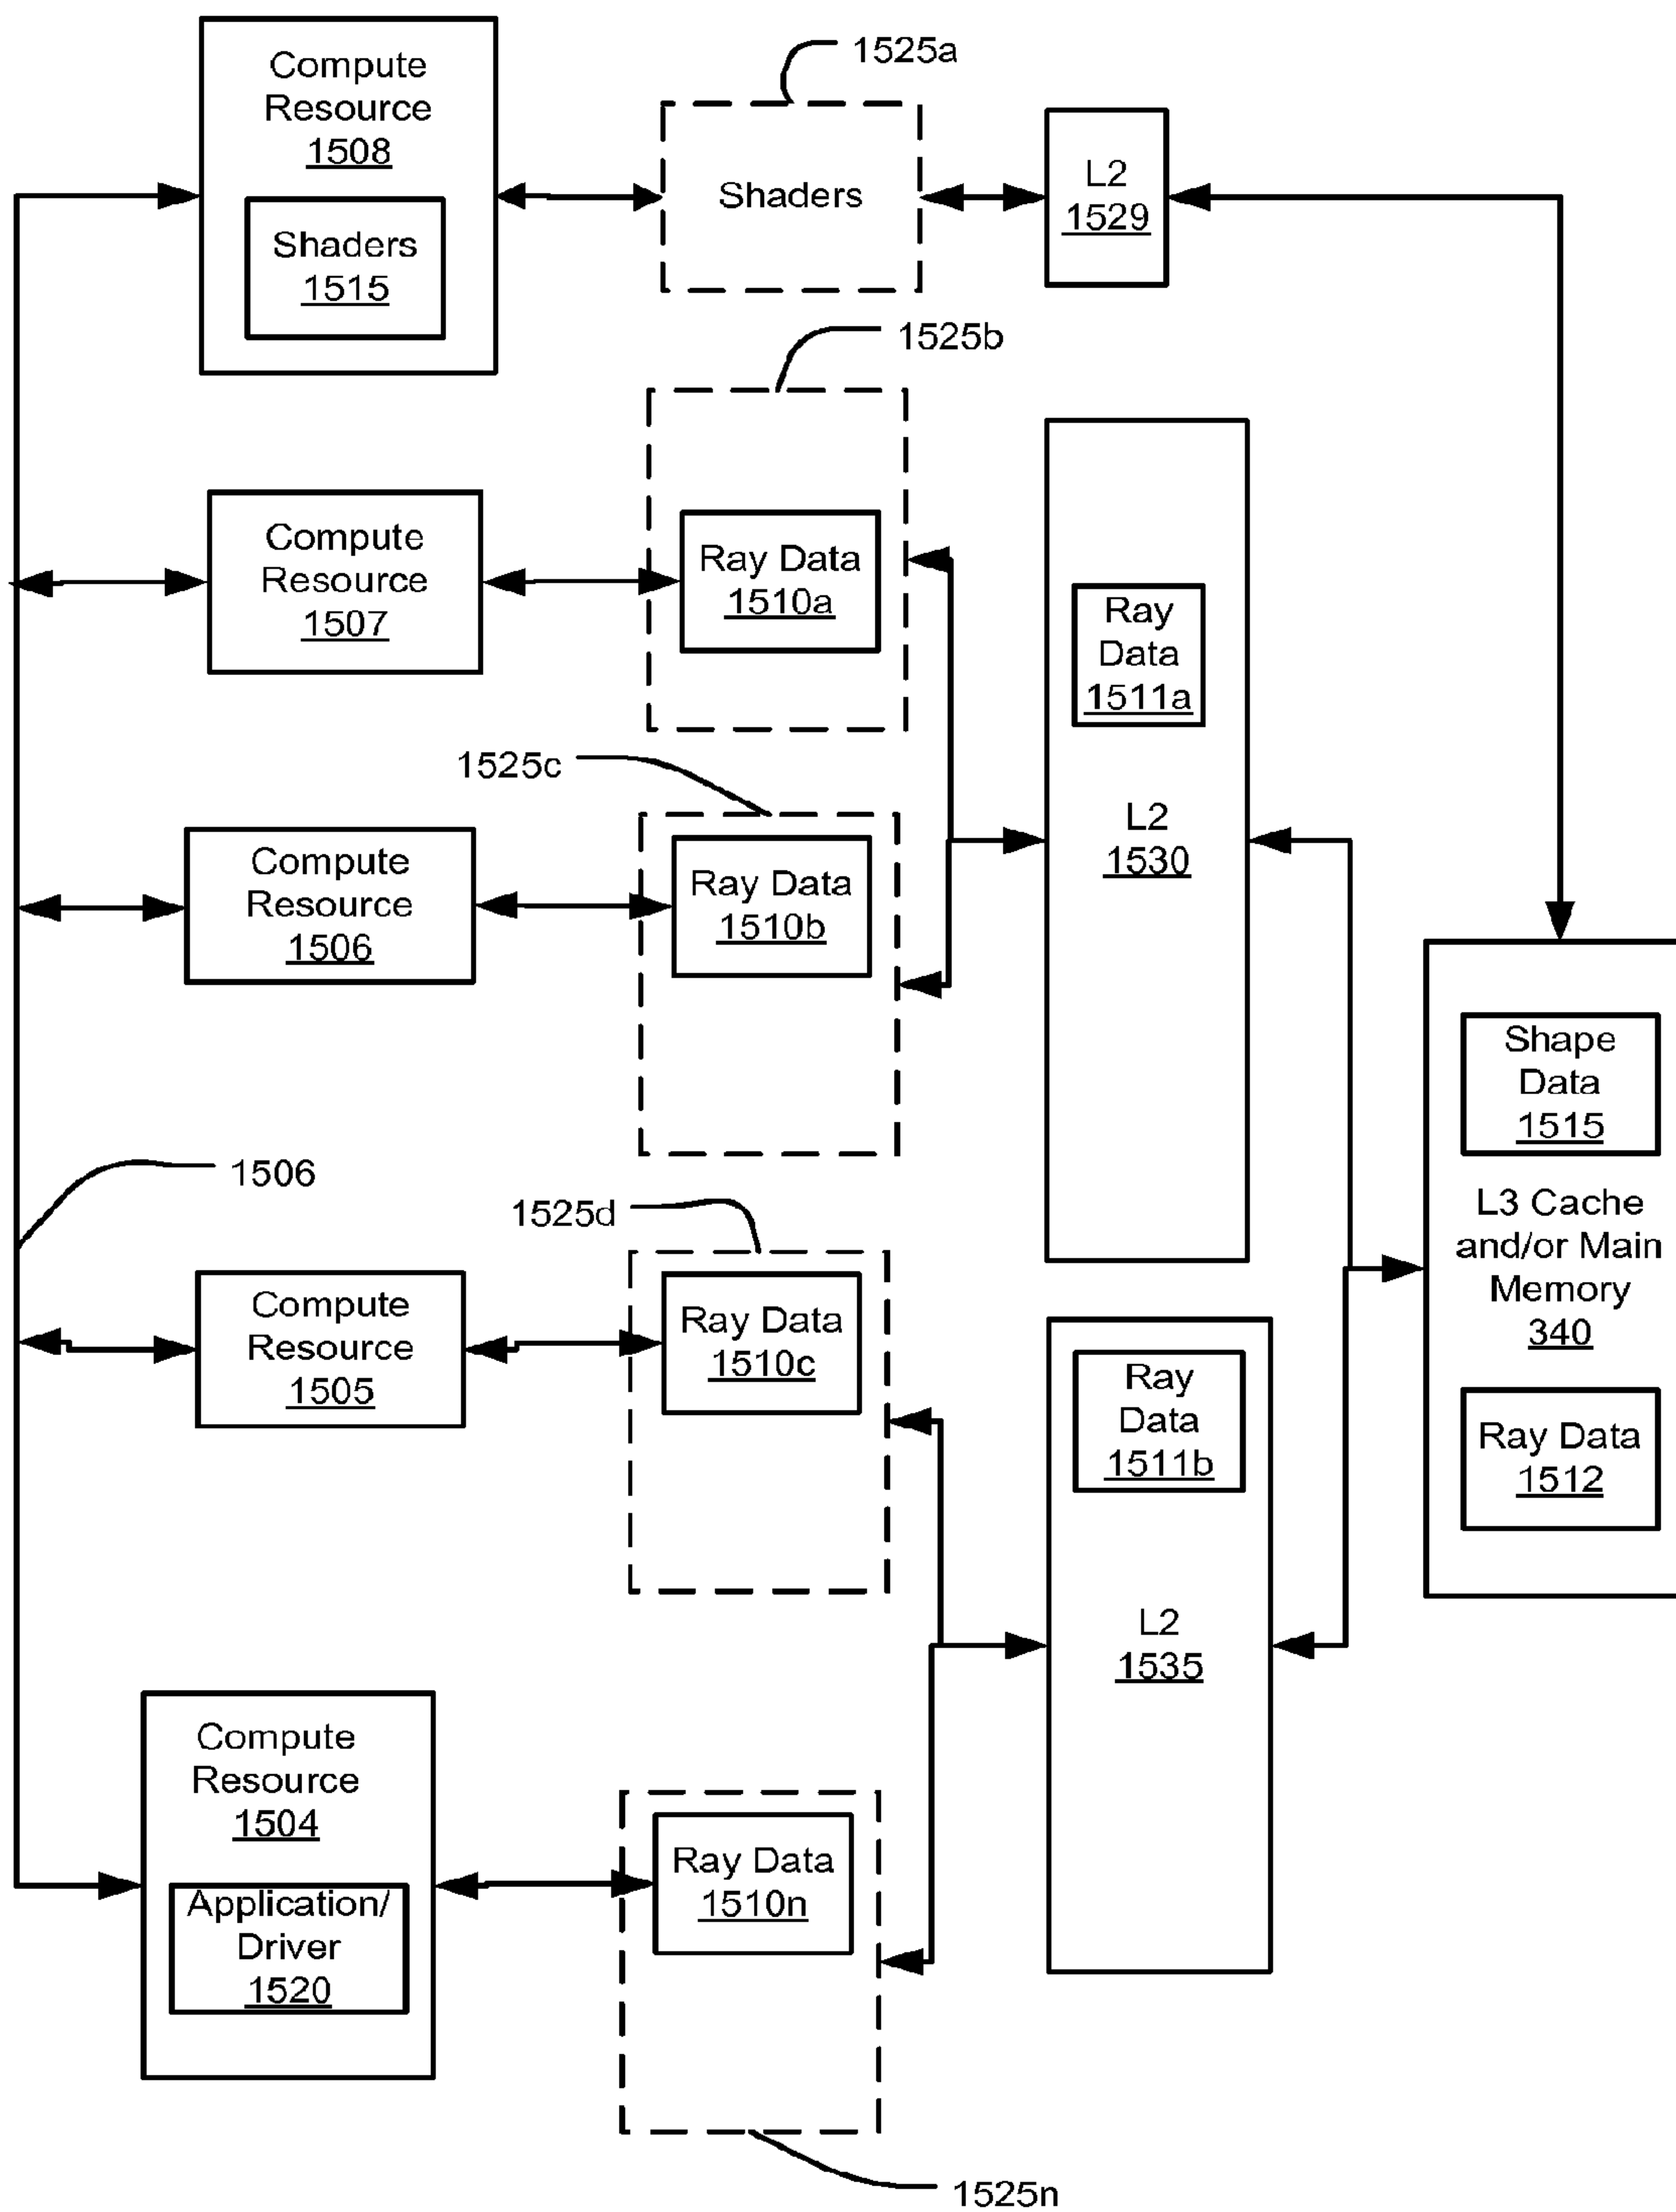 1525a
Compute
Resource
1508
Shaders
1515
Shaders
L2
1529
1525b
Compute
Resource
1507
Ray Data
1510a
Ray
Data
1511a
L2
1530
1525c
Compute
Resource
1506
Ray Data
1510b
Shape
Data
1515
L3 Cache
and/or Main
Memory
340
Ray Data
1512
1506
1525d
Compute
Resource
1505
Ray Data
1510c
Ray
Data
1511b
L2
1535
Compute
Resource
1504
Application/
Driver
1520
Ray Data
1510n
1525n